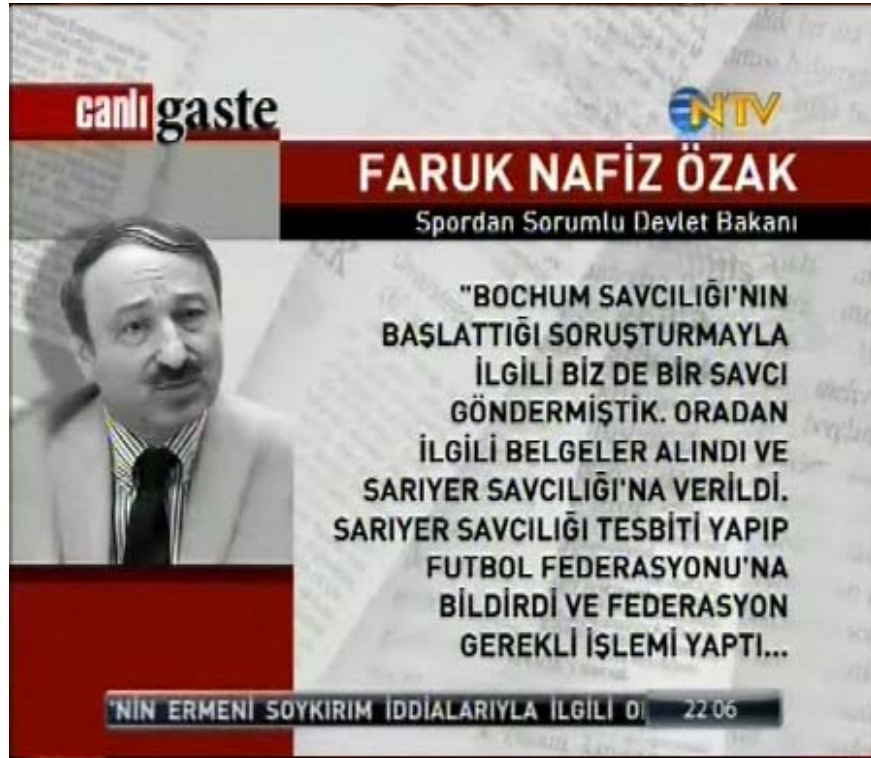 canlı gaste
NTV
FARUK NAFİZ ÖZAK
Spordan Sorumlu Devlet Bakanı
"BOCHUM SAVCILIĞI'NIN
BAŞLATTIĞI SORUŞTURMAYLA
İLGİLİ BİZ DE BİR SAVCI
GÖNDERMİŞTİK. ORADAN
İLGİLİ BELGELER ALINDI VE
SARIYER SAVCILIĞI'NA VERİLDİ.
SARIYER SAVCILIĞI TESBİTİ YAPIP
FUTBOL FEDERASYONU'NA
BİLDİRDİ VE FEDERASYON
GEREKLİ İŞLEMİ YAPTI...
'NİN ERMENİ SOYKIRIM İDDİALARIYLA İLGİLİ 22:06